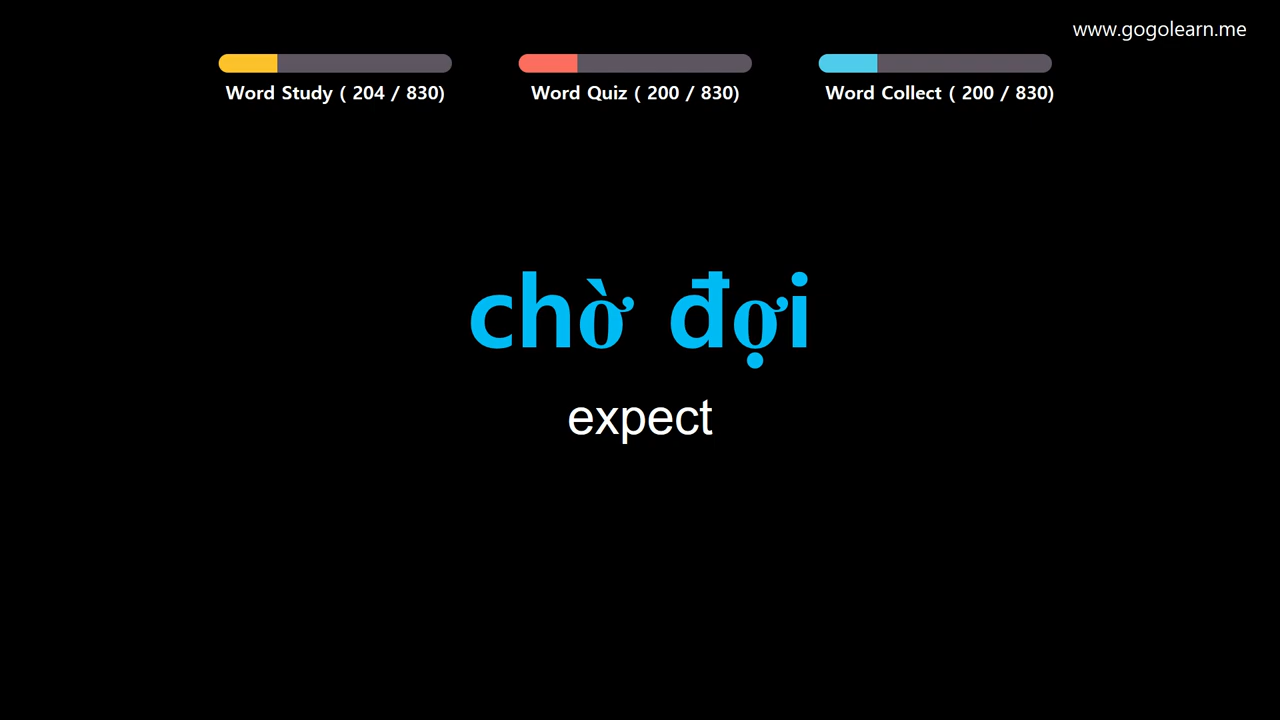 www.gogolearn.me
Word Study ( 204 / 830)
Word Quiz ( 200 / 830)
Word Collect ( 200 / 830)
chờ đợi
expect